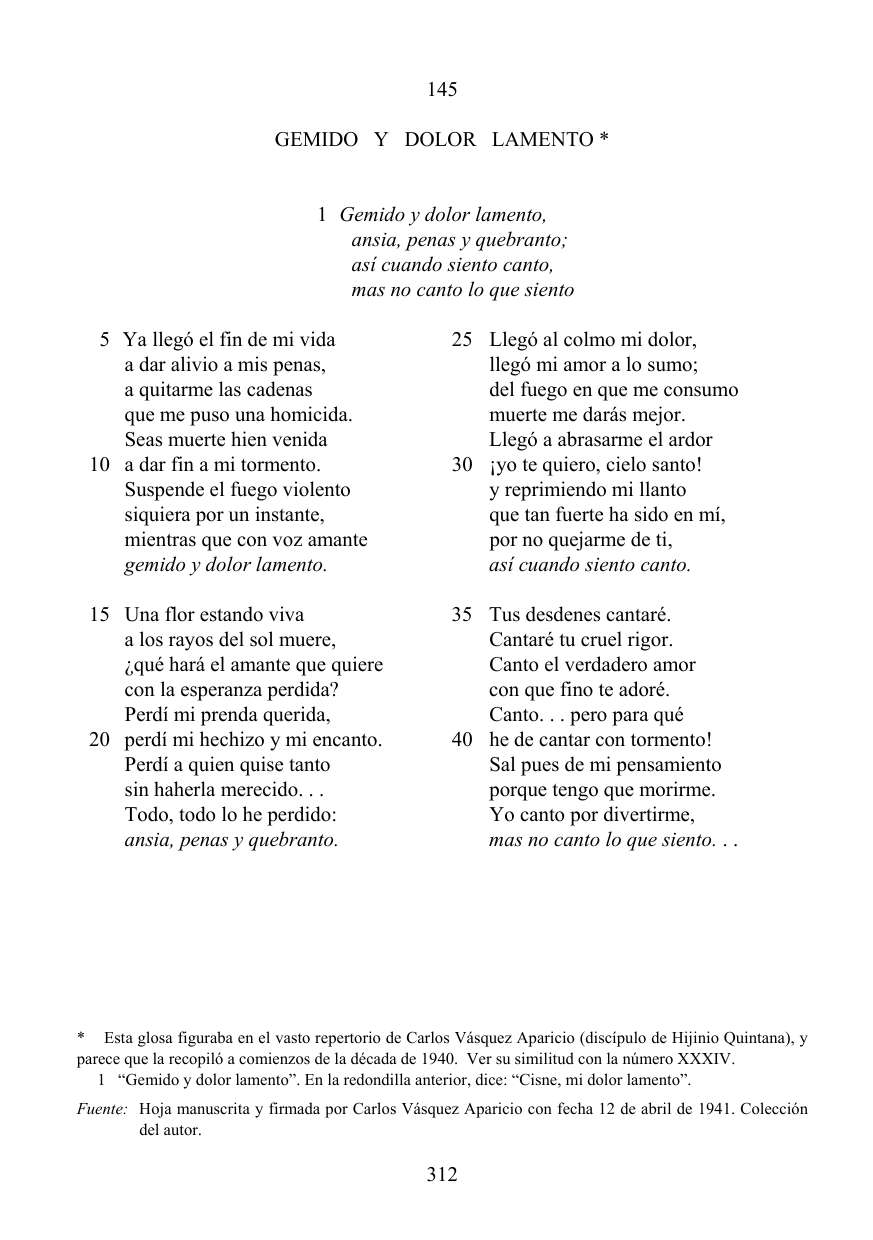 145
GEMIDO Y DOLOR LAMENTO *
1 Gemido y dolor lamento,
ansia, penas y quebranto;
así cuando siento canto,
mas no canto lo que siento
5 Ya llegó el fin de mi vida
a dar alivio a mis penas,
a quitarme las cadenas
que me puso una homicida.
Seas muerte hien venida
10 a dar fin a mi tormento.
Suspende el fuego violento
siquiera por un instante,
mientras que con voz amante
gemido y dolor lamento.
15 Una flor estando viva
a los rayos del sol muere,
¿qué hará el amante que quiere
con la esperanza perdida?
Perdí mi prenda querida,
20 perdí mi hechizo y mi encanto.
Perdí a quien quise tanto
sin haherla merecido. . .
Todo, todo lo he perdido:
ansia, penas y quebranto.
25 Llegó al colmo mi dolor,
llegó mi amor a lo sumo;
del fuego en que me consumo
muerte me darás mejor.
Llegó a abrasarme el ardor
30 ¡yo te quiero, cielo santo!
y reprimiendo mi llanto
que tan fuerte ha sido en mí,
por no quejarme de ti,
así cuando siento canto.
35 Tus desdenes cantaré.
Cantaré tu cruel rigor.
Canto el verdadero amor
con que fino te adoré.
Canto. . . pero para qué
40 he de cantar con tormento!
Sal pues de mi pensamiento
porque tengo que morirme.
Yo canto por divertirme,
mas no canto lo que siento. . .
* Esta glosa figuraba en el vasto repertorio de Carlos Vásquez Aparicio (discípulo de Hijinio Quintana), y
parece que la recopiló a comienzos de la década de 1940. Ver su similitud con la número XXXIV.
1 “Gemido y dolor lamento”. En la redondilla anterior, dice: “Cisne, mi dolor lamento”.
Fuente: Hoja manuscrita y firmada por Carlos Vásquez Aparicio con fecha 12 de abril de 1941. Colección
del autor.
312